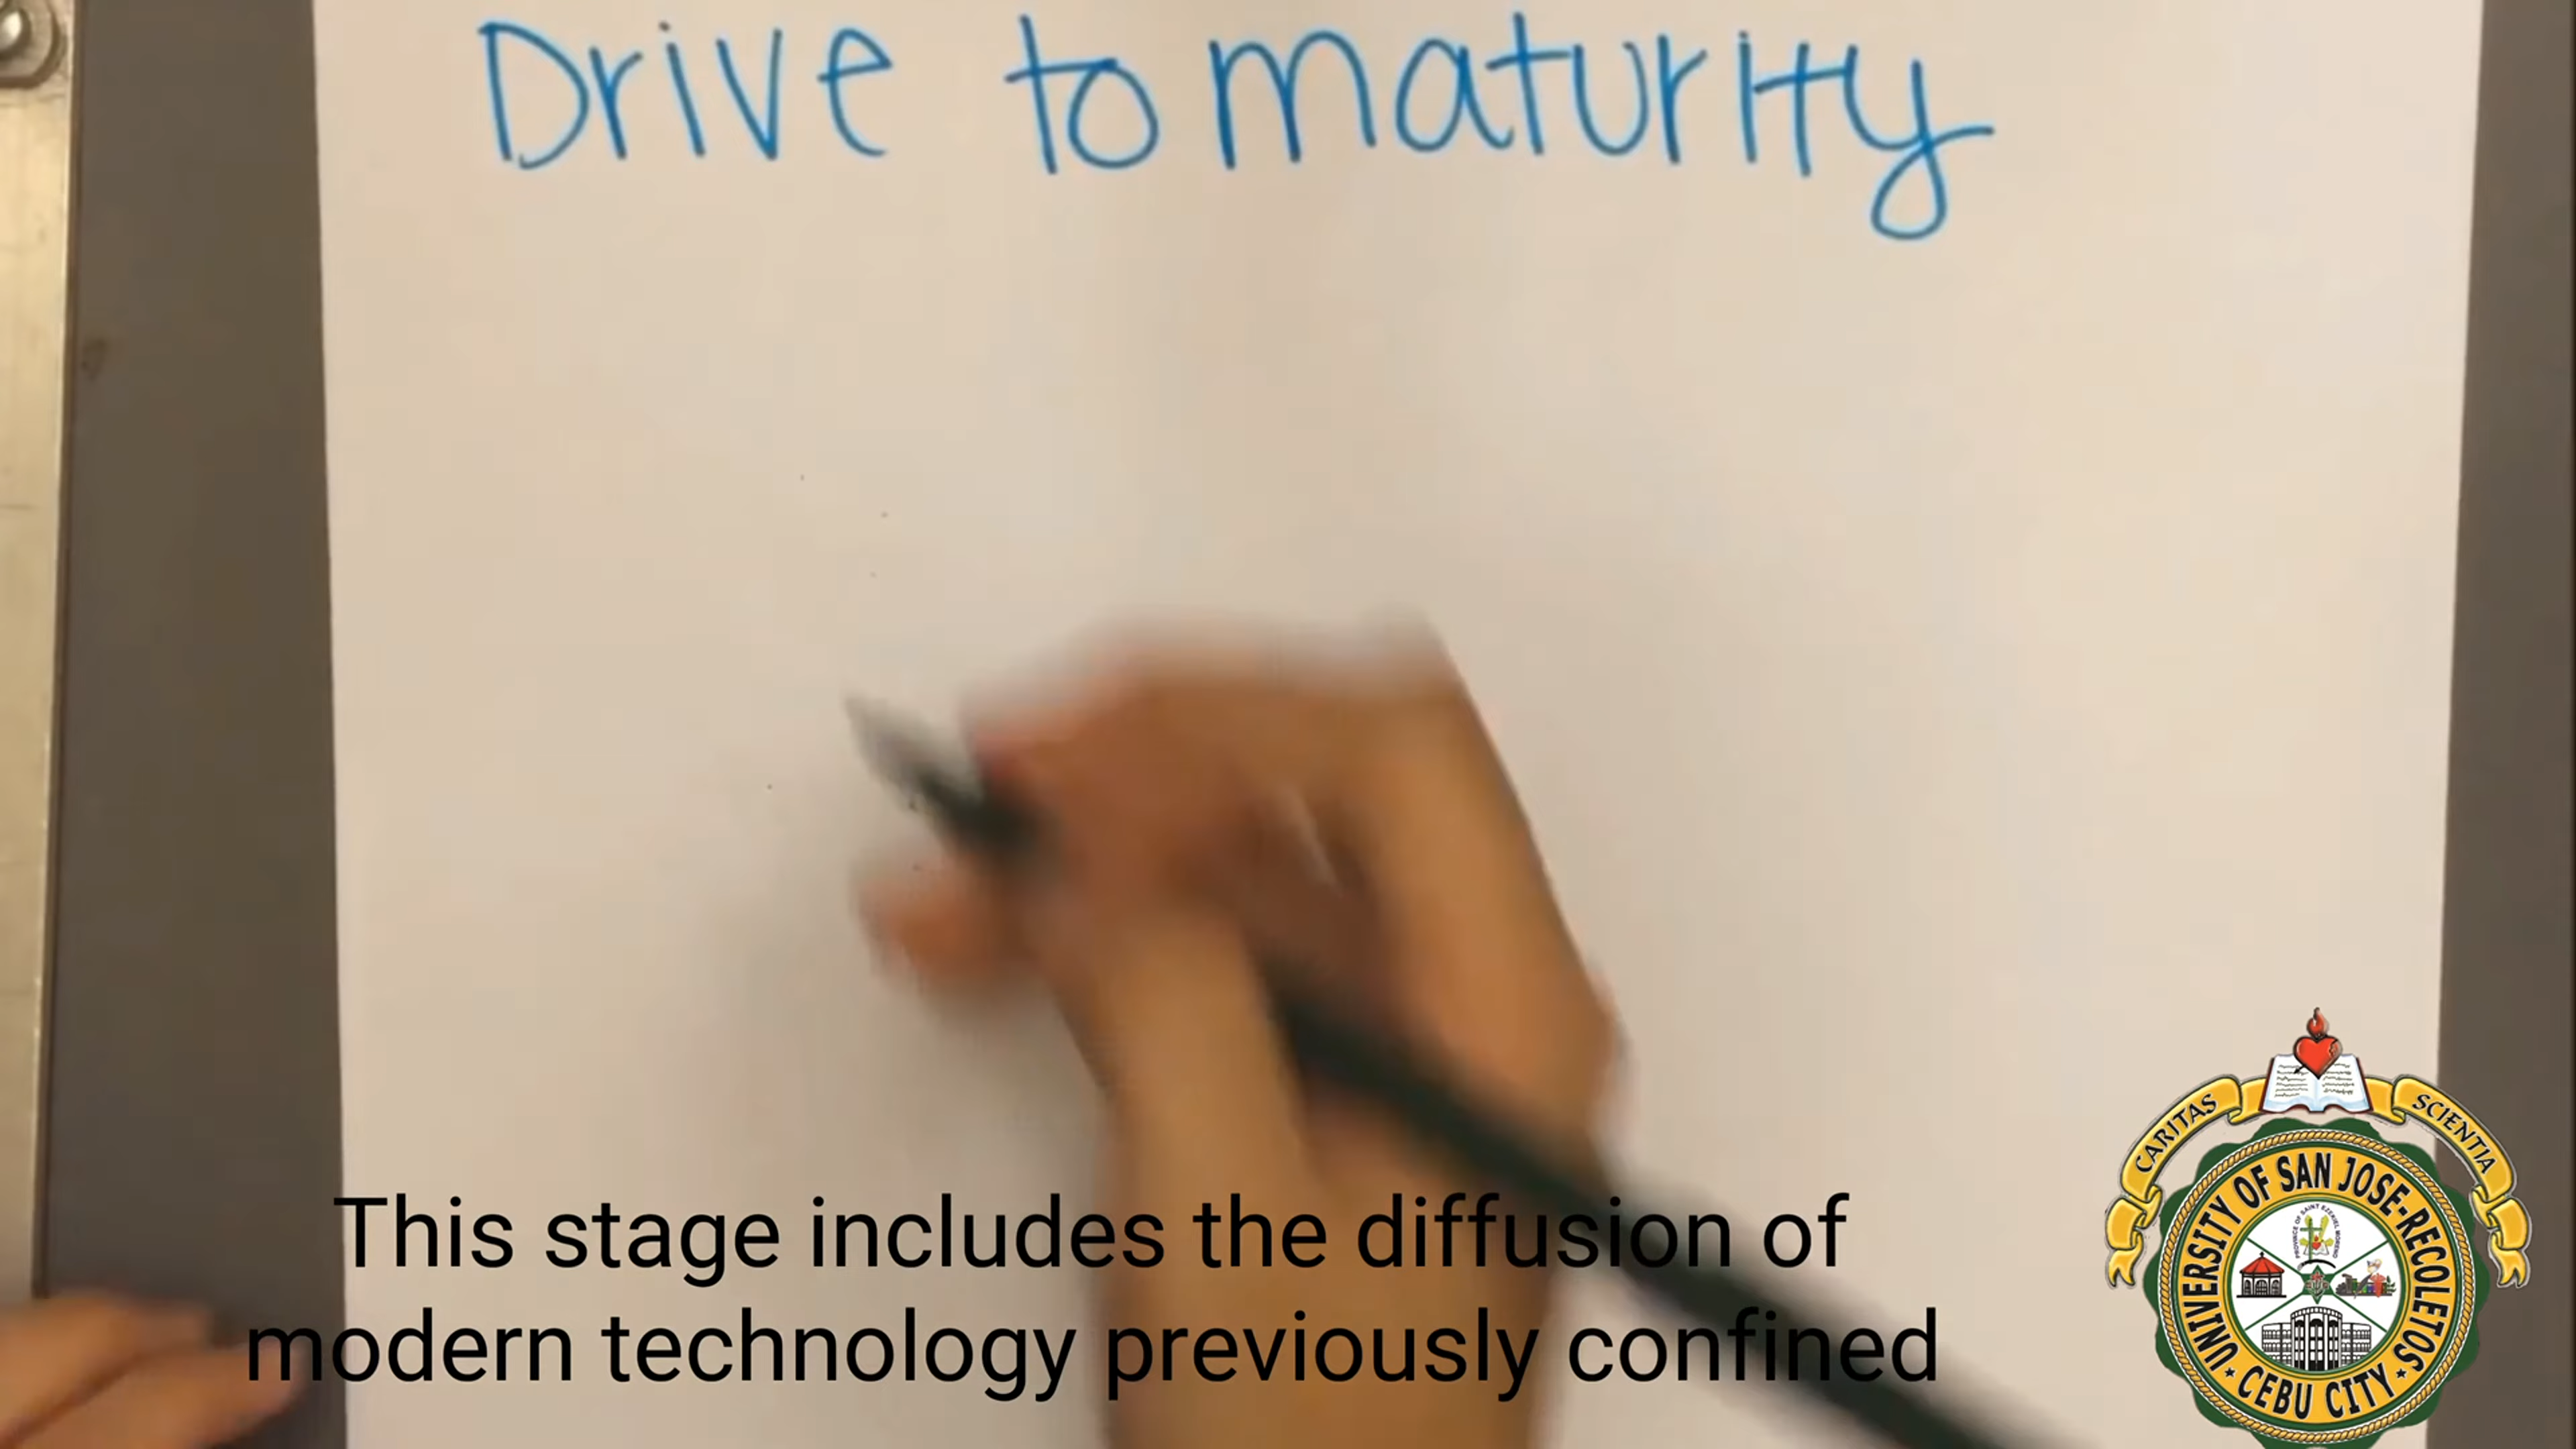 Drive to maturity
This stage includes the diffusion of
modern technology previously confined
CARITAS SCIENTIA
UNIVERSITY OF SAN JOSE-RECOLETOS
CEBU CITY